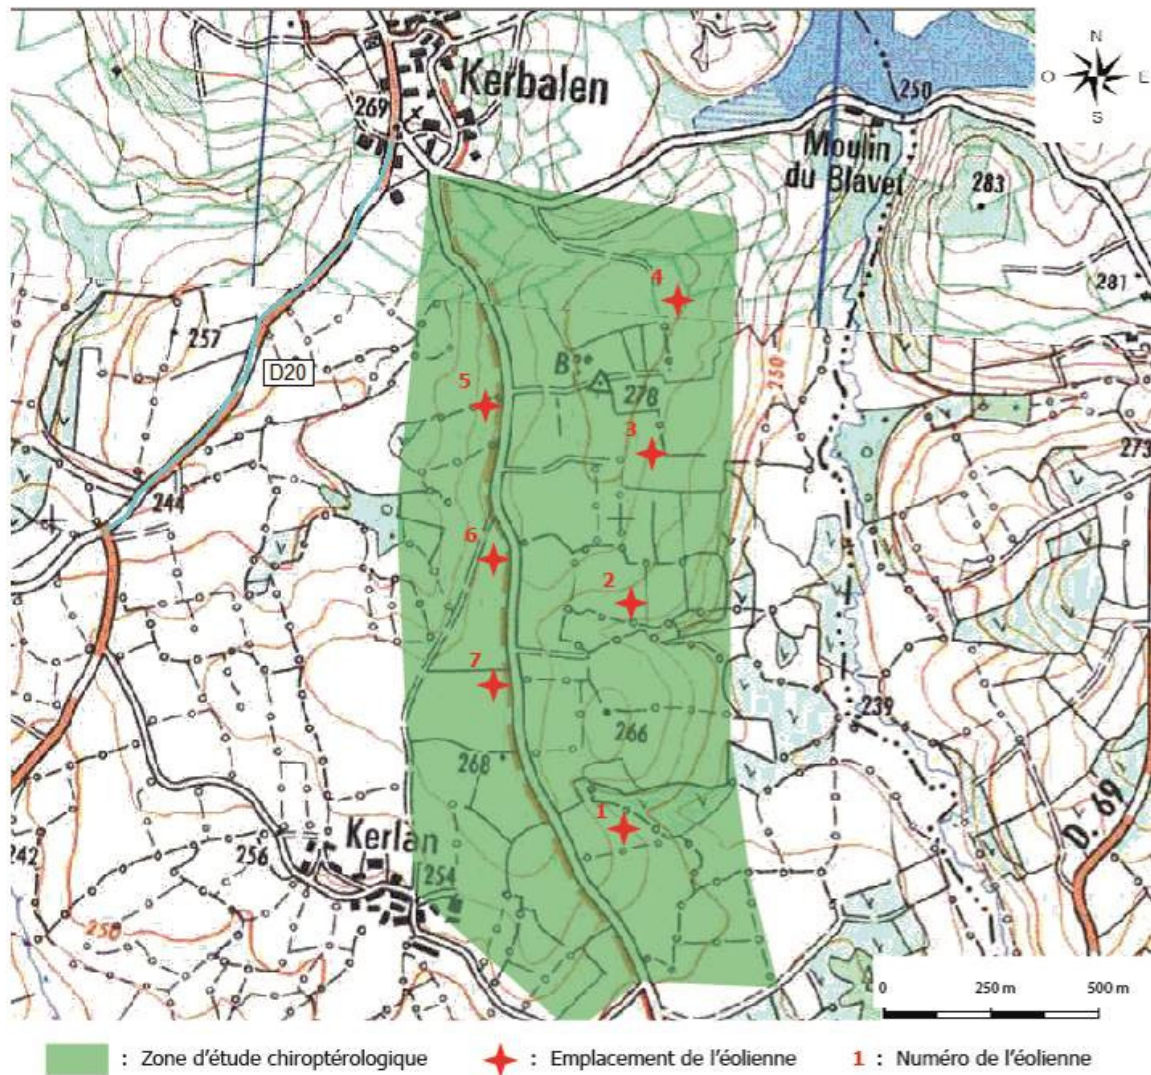 Kerbalen
269
250
N
O
E
S
Moulin
du Blavet
283
281
257
4
D20
5
B
278
250
3
273
244
6
2
7
239
266
268
1
D. 69
Kerlan
242
256
254
250
0
250 m
500 m
: Zone d'étude chiroptérologique
: Emplacement de l'éolienne
1 : Numéro de l'éolienne